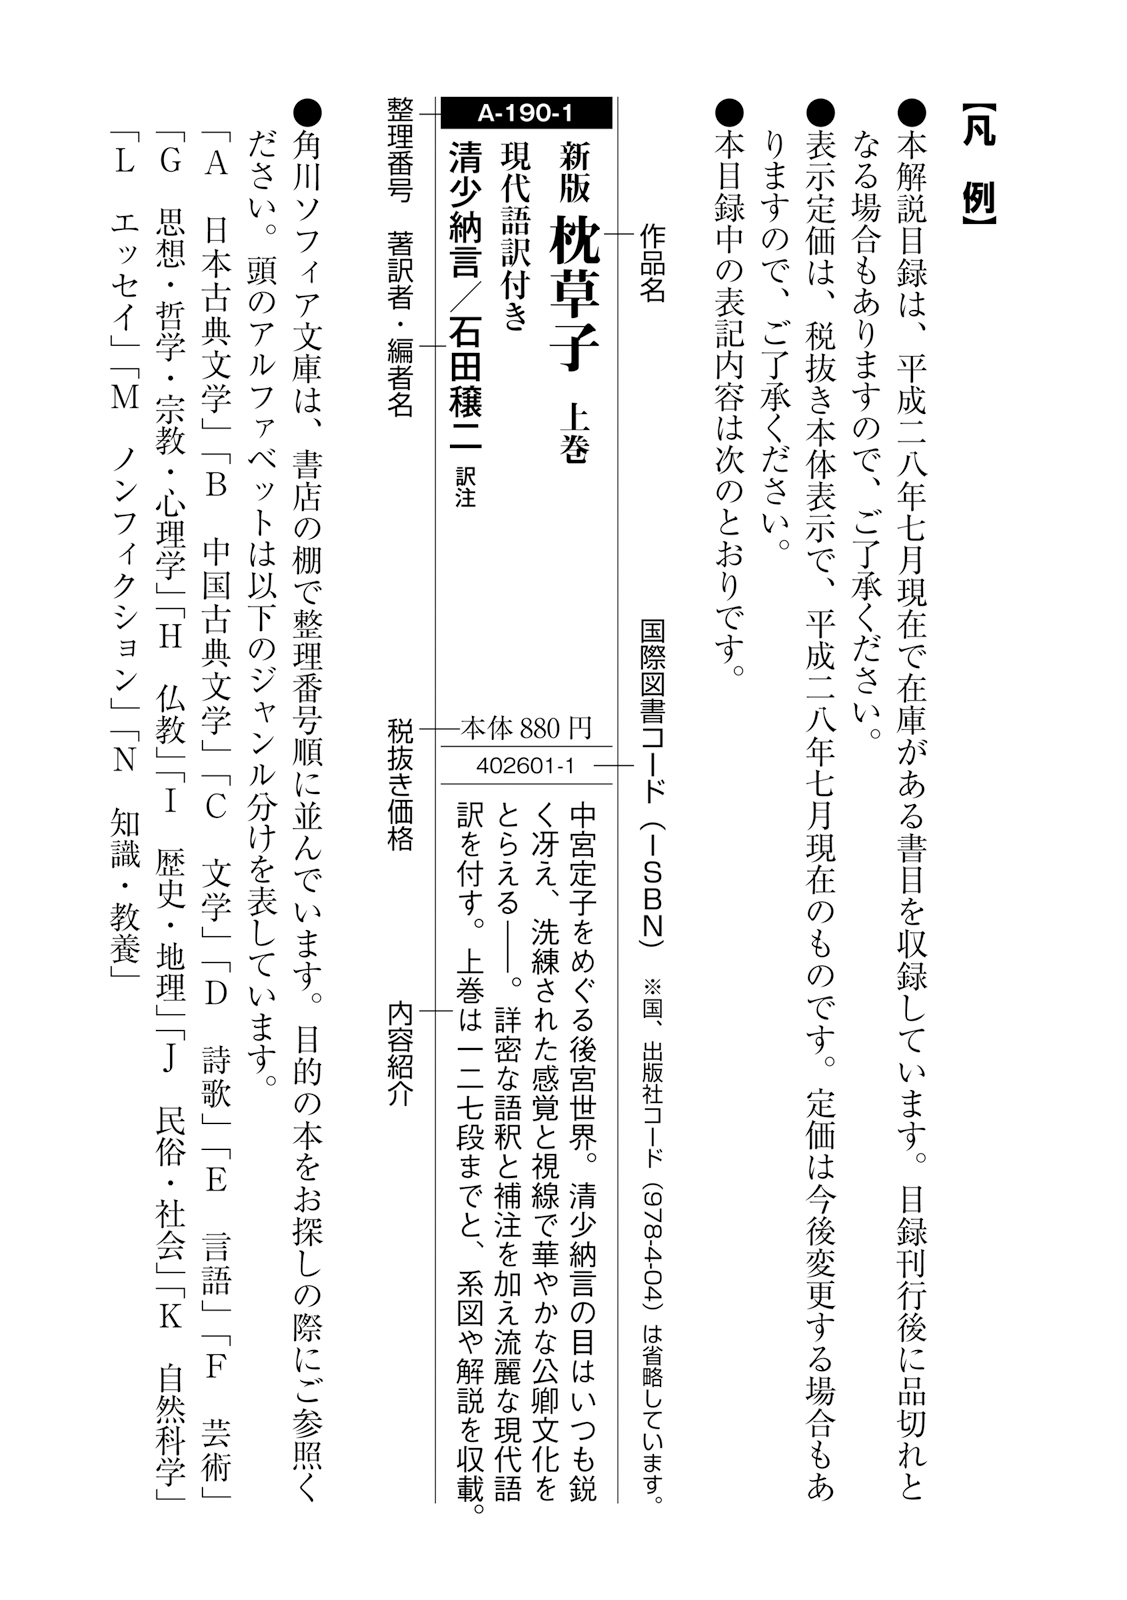 【凡　例】
●本解説目録は、平成二八年七月現在で在庫がある書目を収録しています。目録刊行後に品切れと
なる場合もありますので、ご了承ください。
●表示定価は、税抜き本体表示で、平成二八年七月現在のものです。定価は今後変更する場合もあ
りますので、ご了承ください。
●本目録中の表記内容は次のとおりです。
作品名
国際図書コード（ISBN）　※国、出版社コード（978-4-04）は省略しています。
A-190-1
新版 枕草子 上巻
現代語訳付き
清少納言／石田穣二 訳注
本体 880 円
402601-1
中宮定子をめぐる後宮世界。清少納言の目はいつも鋭
く冴え、洗練された感覚と視線で華やかな公卿文化を
とらえる――。詳密な語釈と補注を加え流麗な現代語
訳を付す。上巻は一二七段までと、系図や解説を収載。
整理番号
著訳者・編者名
税抜き価格
内容紹介
●角川ソフィア文庫は、書店の棚で整理番号順に並んでいます。目的の本をお探しの際にご参照く
ださい。頭のアルファベットは以下のジャンル分けを表しています。
「A　日本古典文学」「B　中国古典文学」「C　文学」「D　詩歌」「E　言語」「F　芸術」
「G　思想・哲学・宗教・心理学」「H　仏教」「I　歴史・地理」「J　民俗・社会」「K　自然科学」
「L　エッセイ」「M　ノンフィクション」「N　知識・教養」